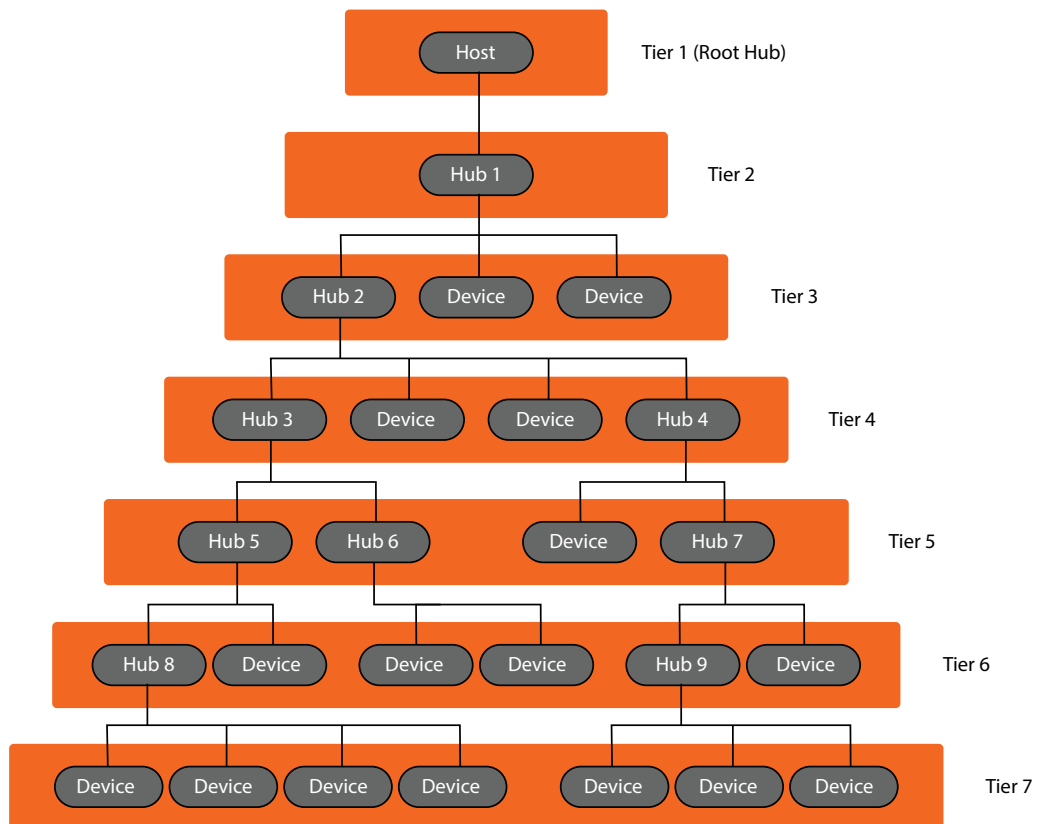 Host
Tier 1 (Root Hub)
Hub 1
Tier 2
Hub 2 Device Device
Tier 3
Hub 3 Device Device Hub 4
Tier 4
Hub 5 Hub 6 Device Hub 7
Tier 5
Hub 8 Device Device Device Hub 9 Device
Tier 6
Device Device Device Device Device Device Device
Tier 7